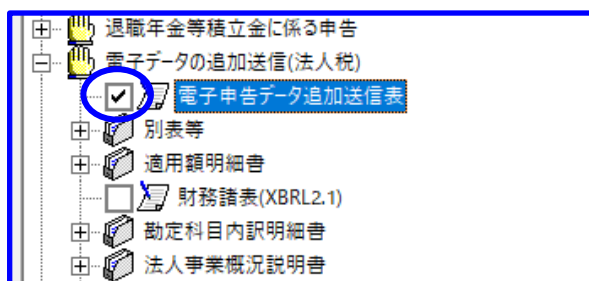 退職年金等積立金に係る申告
電子データの追加送信(法人税)
電子申告データ追加送信表
別表等
適用額明細書
財務諸表(XBRL2.1)
勘定科目内訳明細書
法人事業概況説明書